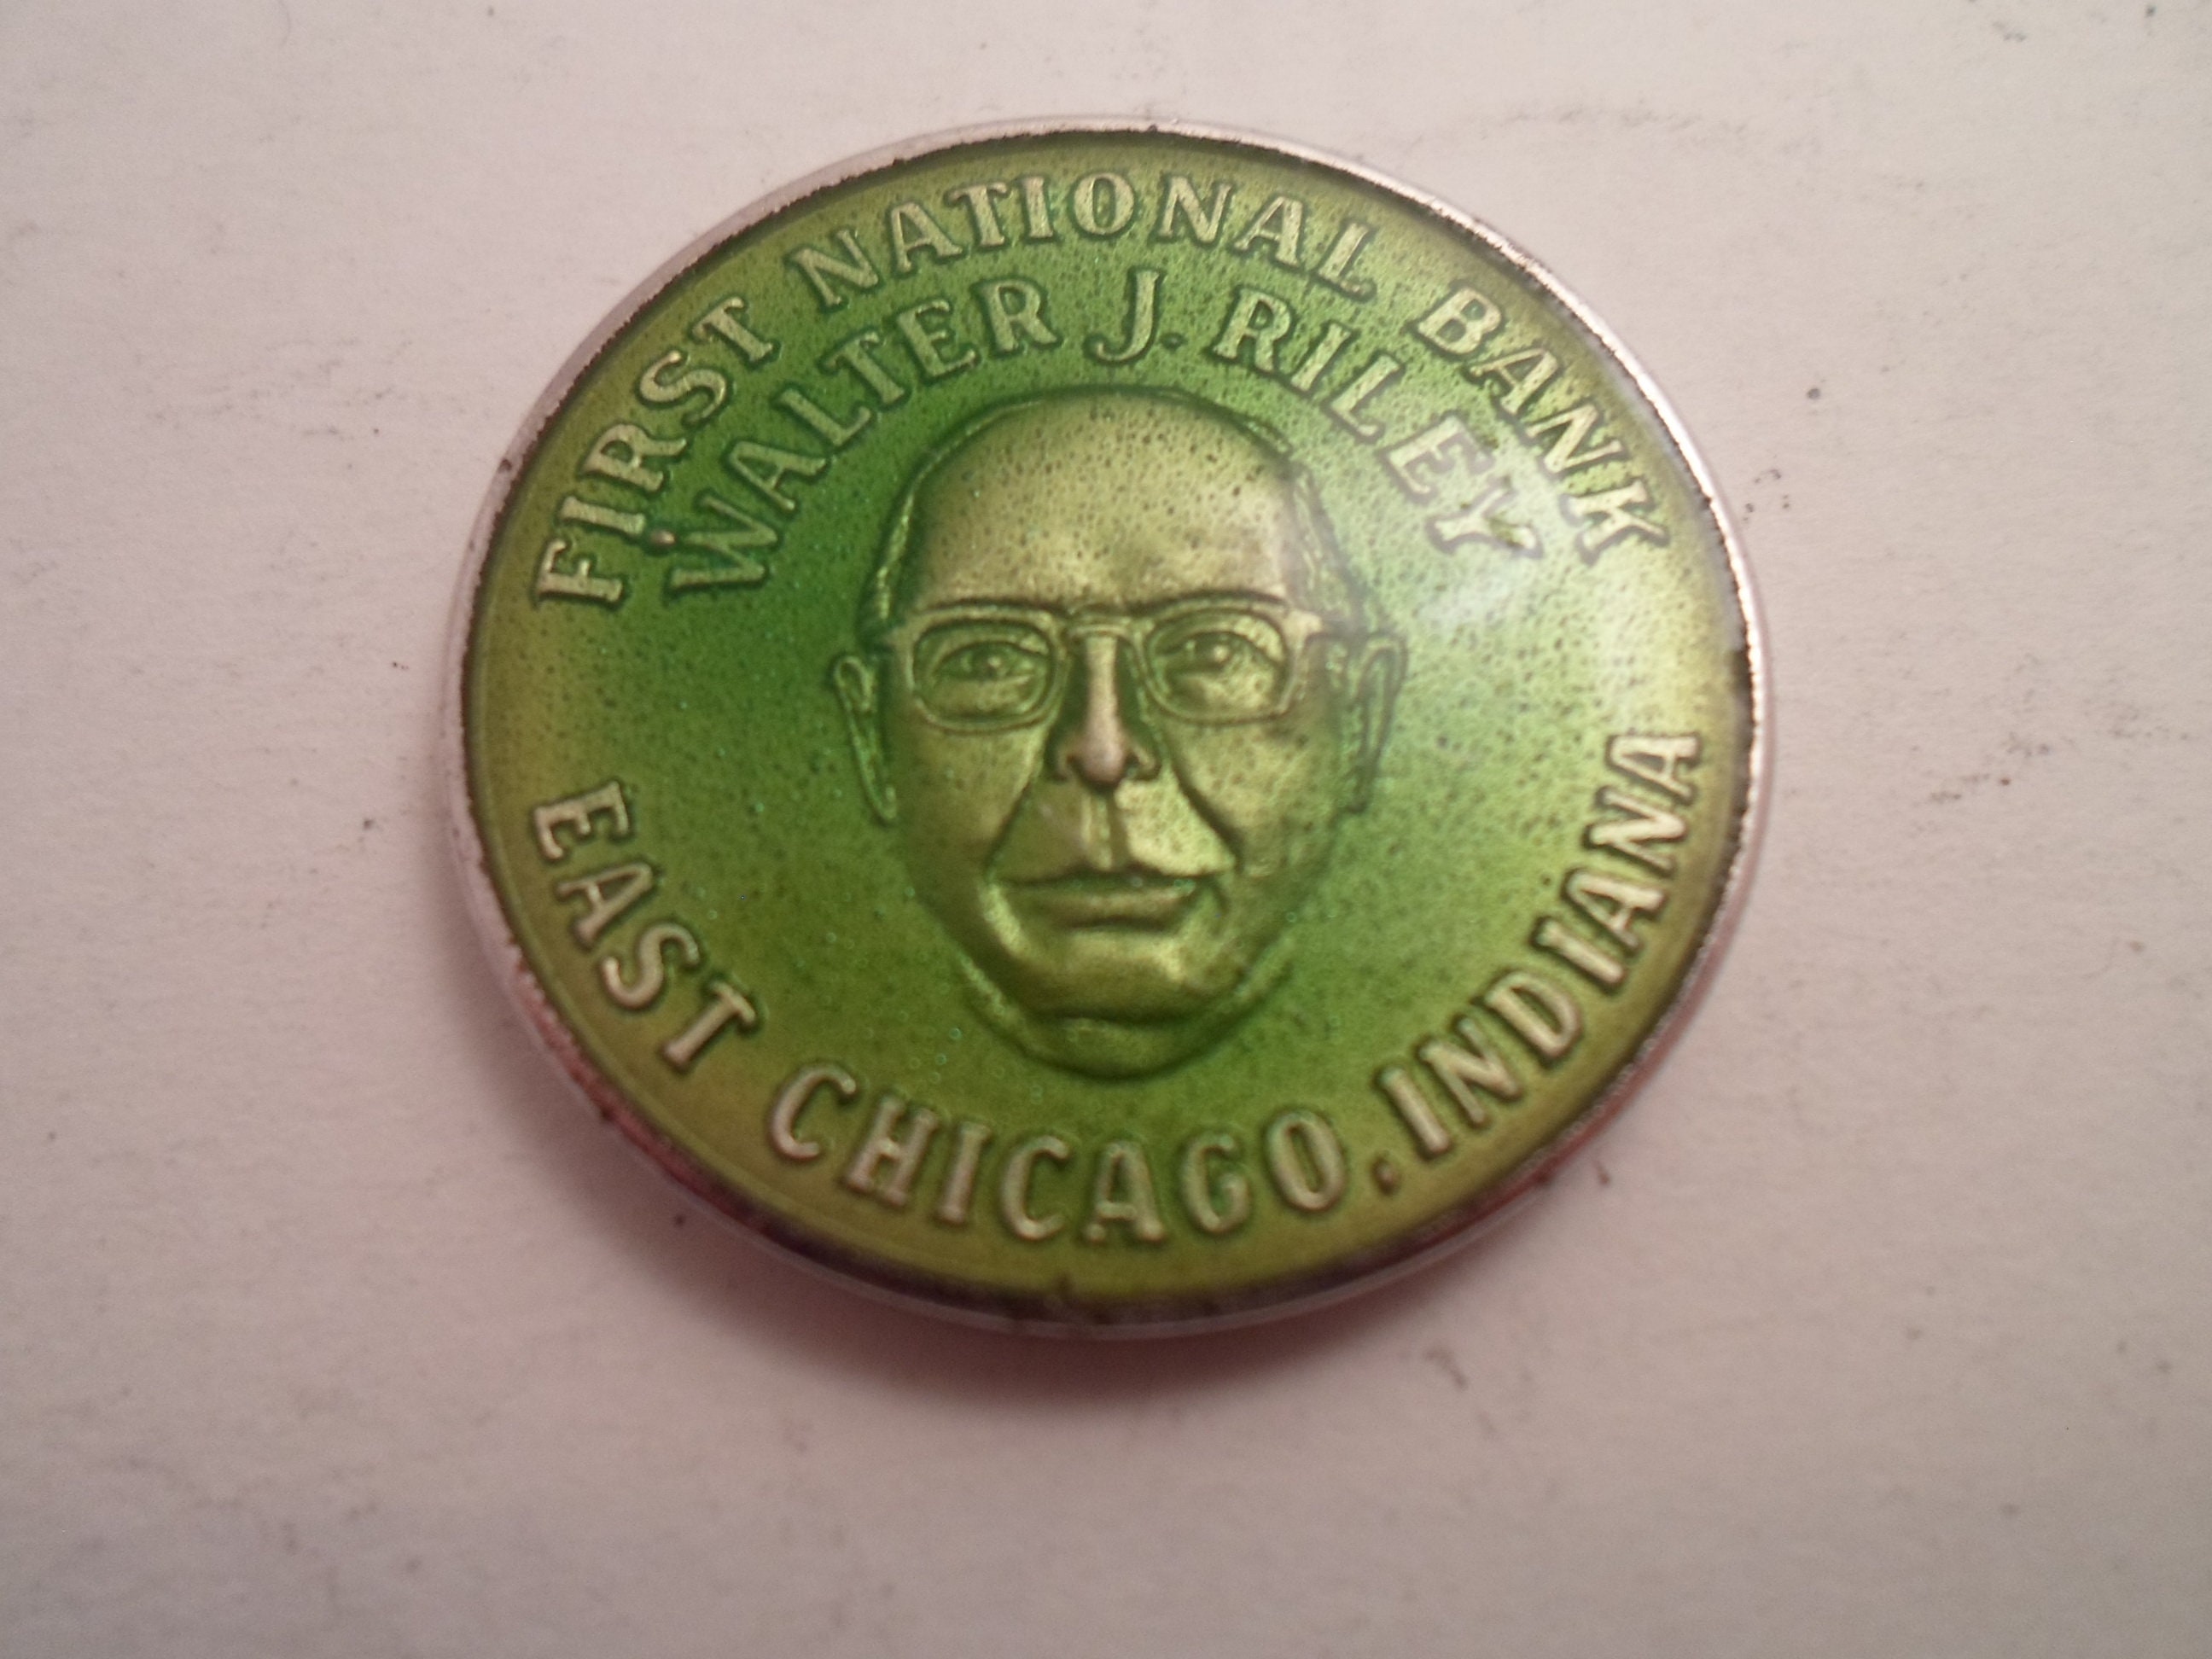 FIRST NATIONAL BANK
WALTER J. RILEY
EAST CHICAGO, INDIANA